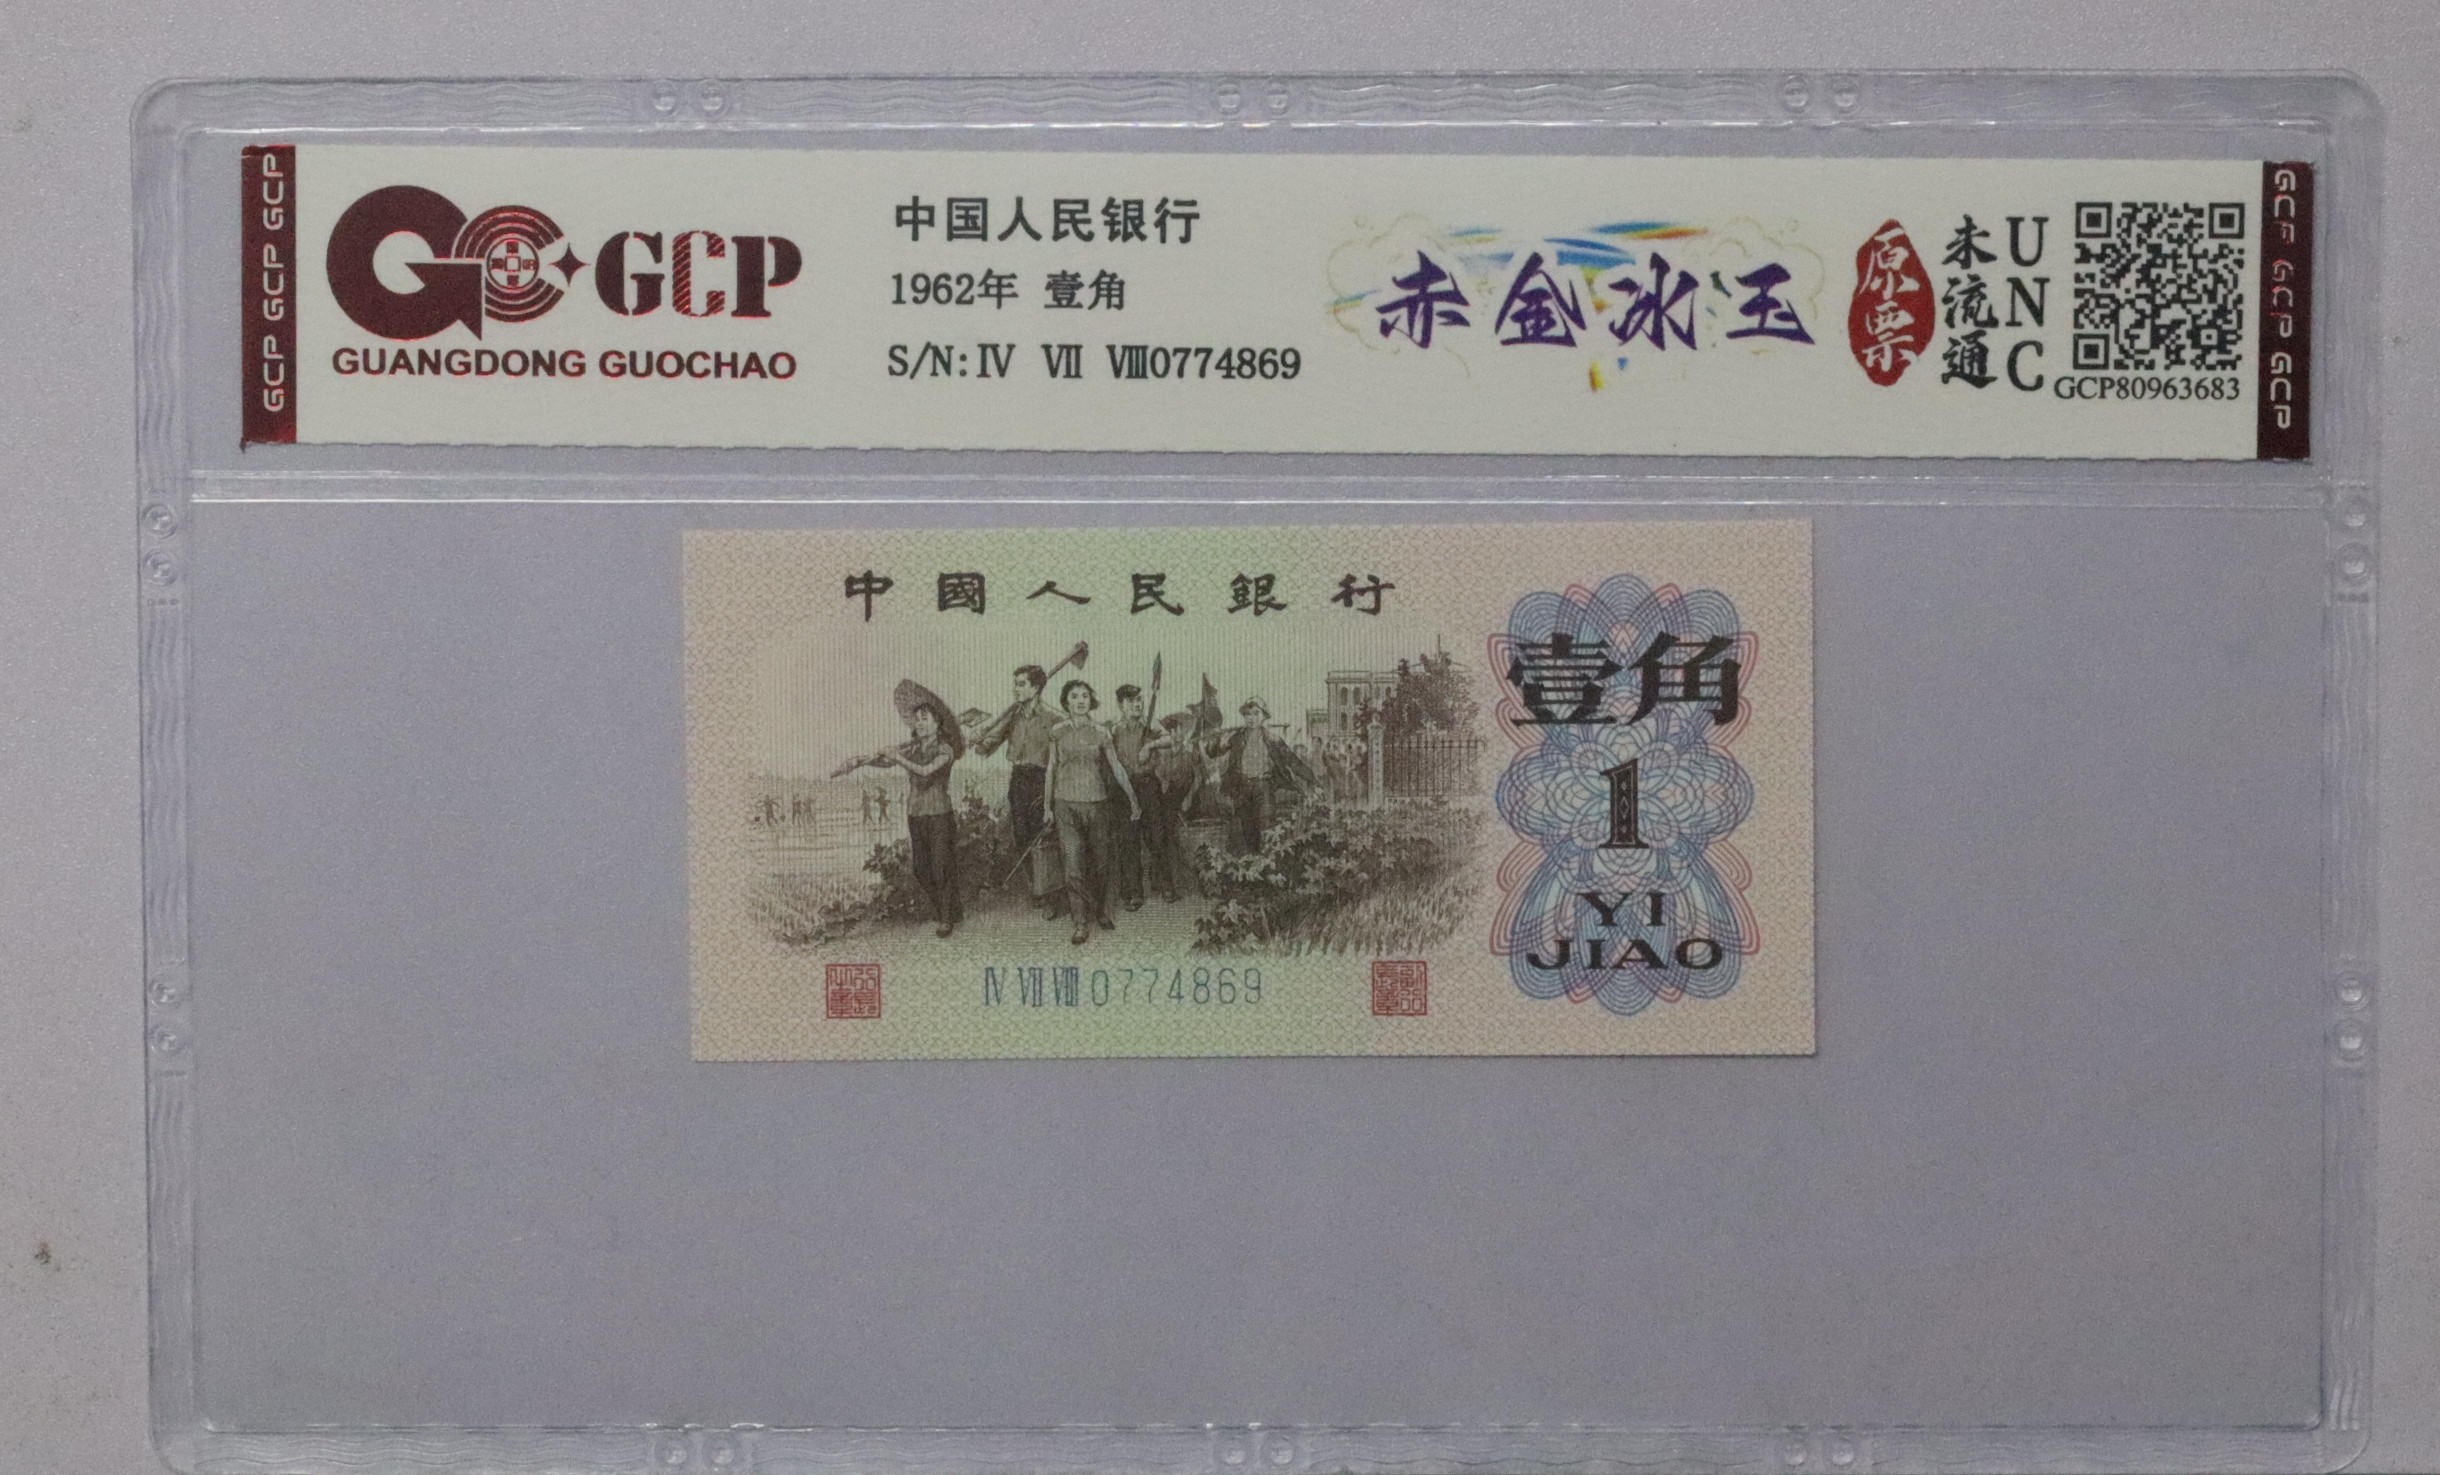 GCP GCP GCP
GCP
GUANGDONG GUOCHAO
中国人民银行
1962年 壹角
S/N: Ⅳ Ⅶ Ⅷ0774869
赤金冰玉
原票
未流通
UNC
GCP80963683
GCP GCP GCP
中國人民銀行
壹角
1
YI
JIAO
Ⅳ Ⅶ Ⅷ 0774869